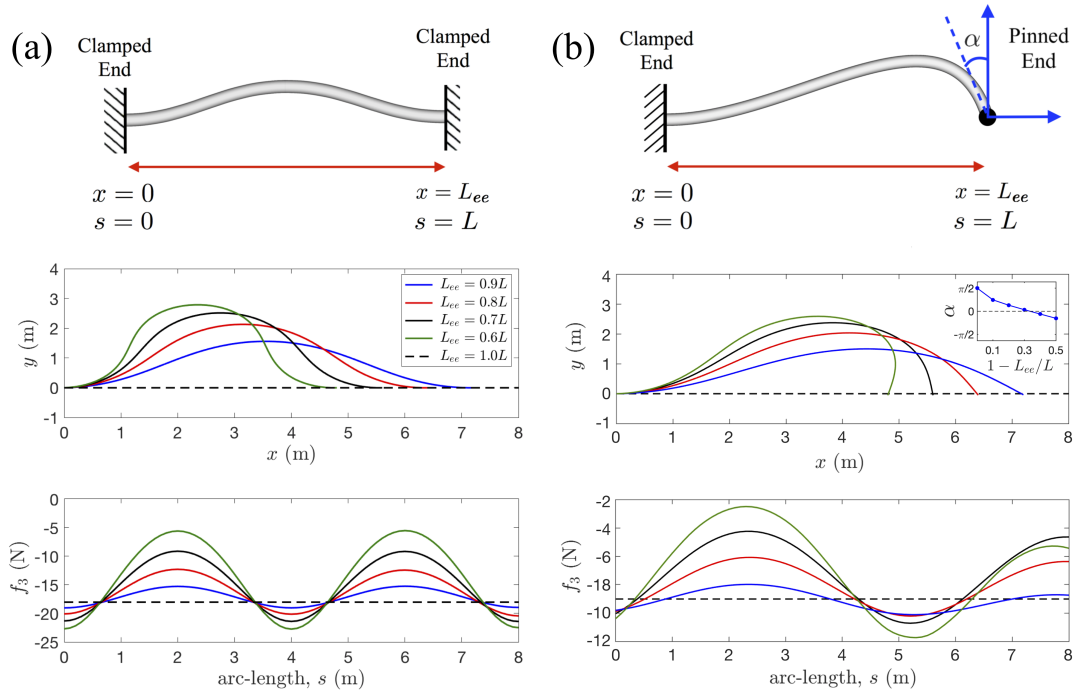 (a)
Clamped
End
Clamped
End
x = 0
s = 0
x = L_ee
s = L
(b)
Clamped
End
α
Pinned
End
x = 0
s = 0
x = L_ee
s = L
4
3
2
1
0
-1
y (m)
L_ee = 0.9L
L_ee = 0.8L
L_ee = 0.7L
L_ee = 0.6L
L_ee = 1.0L
0 1 2 3 4 5 6 7 8
x (m)
4
3
2
1
0
-1
y (m)
π/2
0
-π/2
α
0.1 0.3 0.5
1 − L_ee/L
0 1 2 3 4 5 6 7 8
x (m)
0
-5
-10
-15
-20
-25
f₃ (N)
0 1 2 3 4 5 6 7 8
arc-length, s (m)
-2
-4
-6
-18
-10
-12
f₃ (N)
0 1 2 3 4 5 6 7 8
arc-length, s (m)